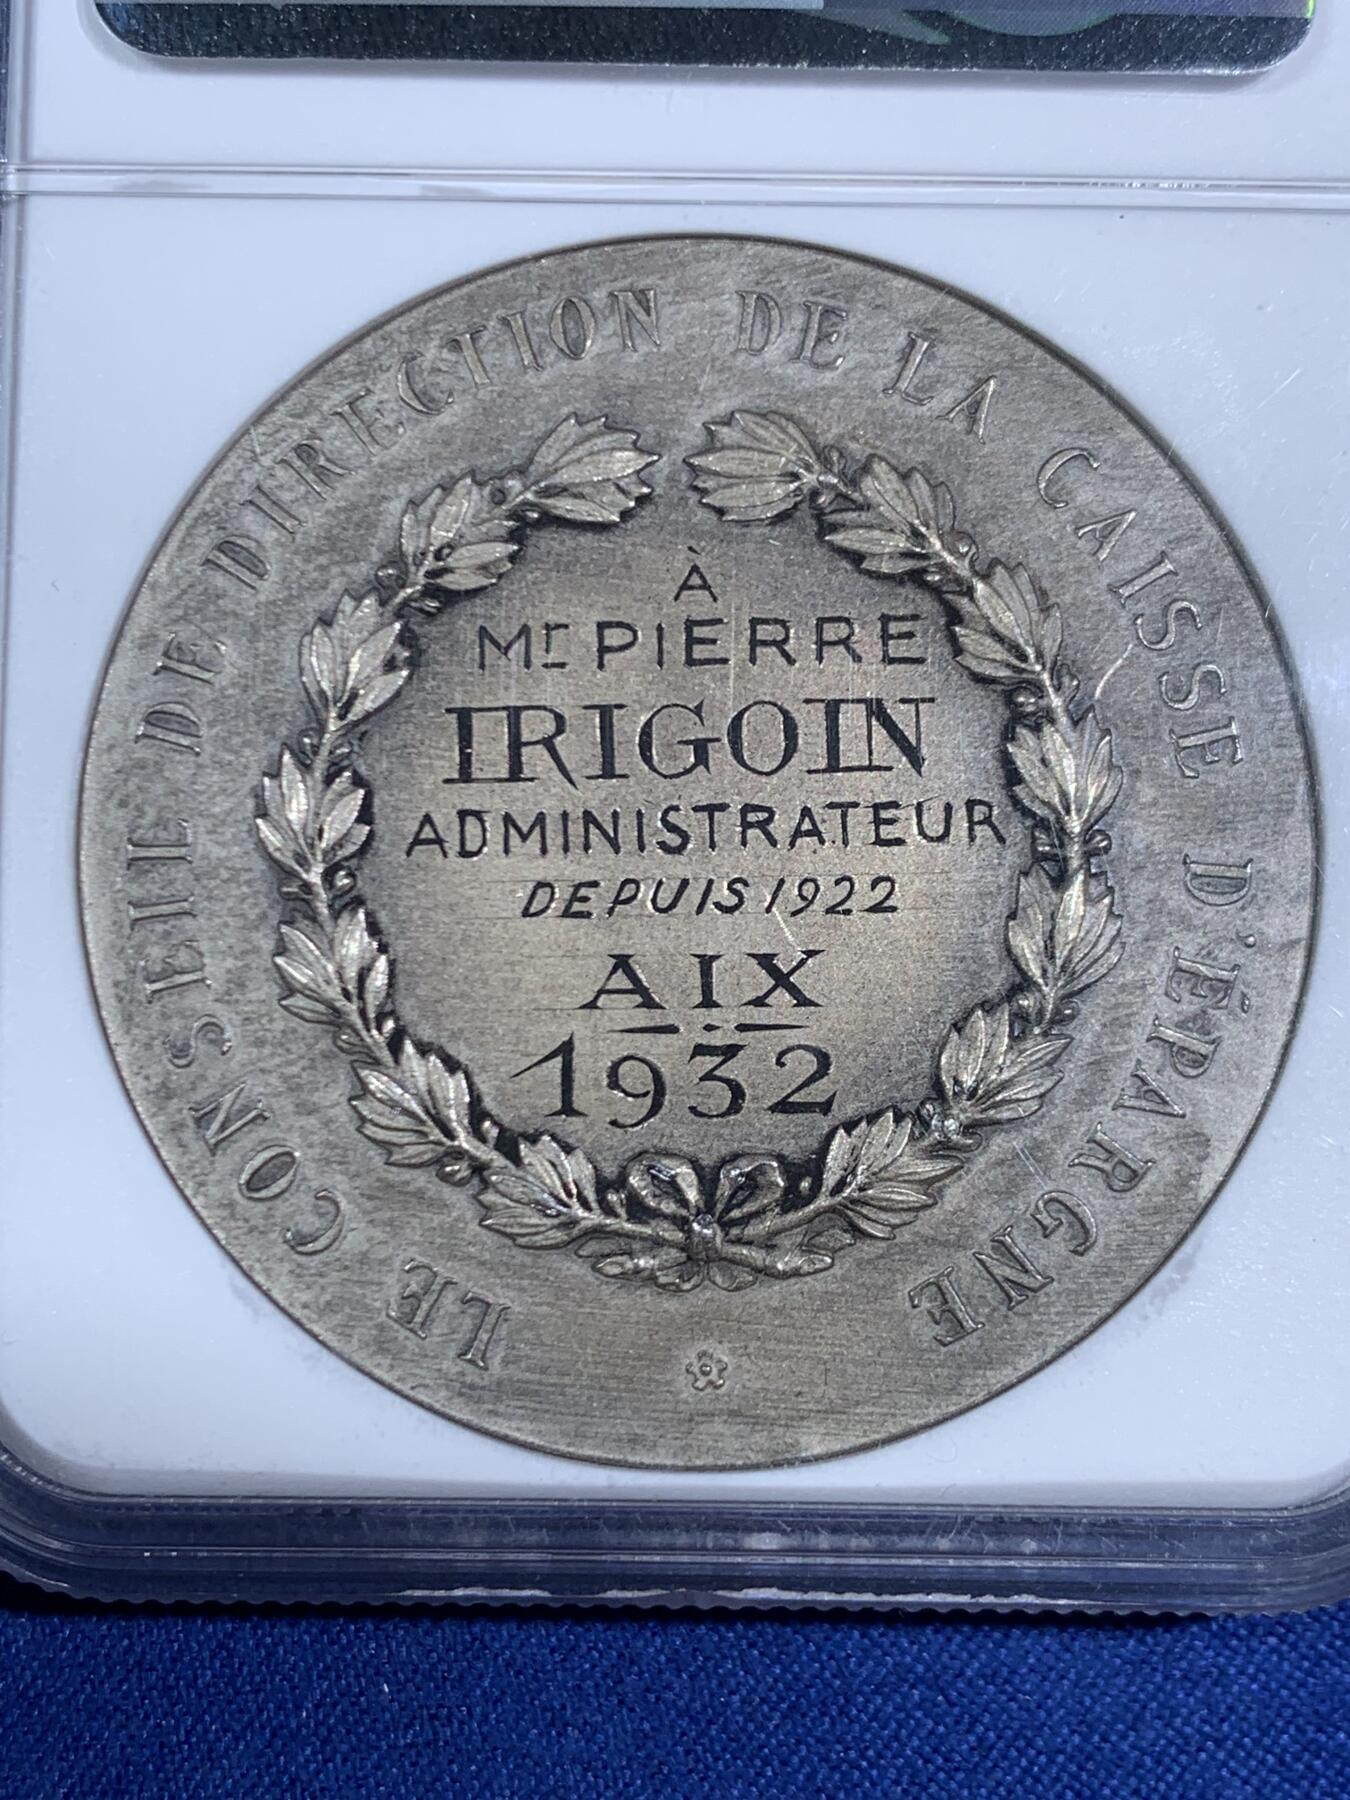 LE CONSEIL DE DIRECTION DE LA CAISSE D'ÉPARGNE
À
Mr PIERRE
IRIGOIN
ADMINISTRATEUR
DEPUIS 1922
AIX
1932